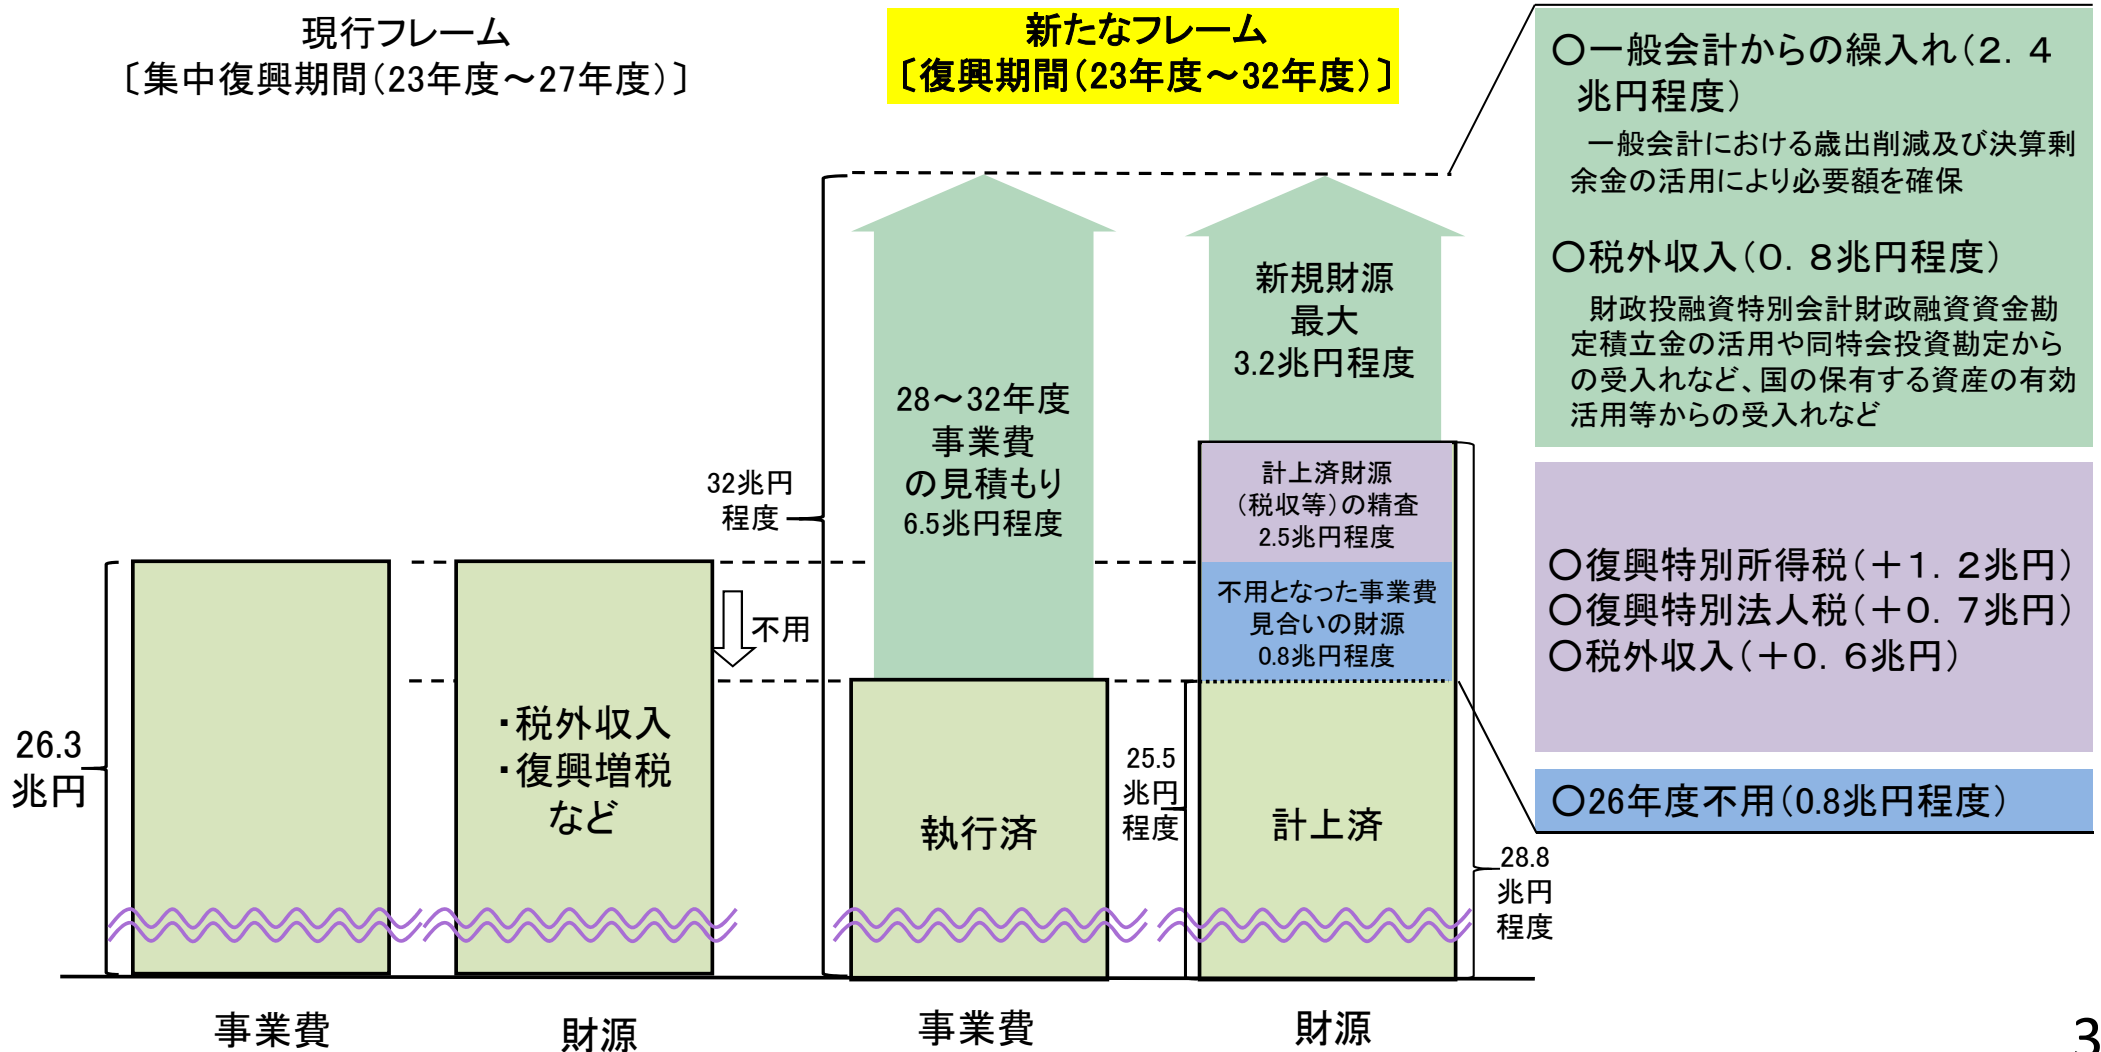 現行フレーム
〔集中復興期間(23年度～27年度)〕
新たなフレーム
〔復興期間(23年度～32年度)〕
26.3
兆円
・税外収入
・復興増税
など
不用
32兆円
程度
28～32年度
事業費
の見積もり
6.5兆円程度
執行済
新規財源
最大
3.2兆円程度
計上済財源
(税収等)の精査
2.5兆円程度
不用となった事業費
見合いの財源
0.8兆円程度
25.5
兆円
程度
計上済
28.8
兆円
程度
事業費
財源
事業費
財源
○一般会計からの繰入れ(2．4
兆円程度)
一般会計における歳出削減及び決算剰
余金の活用により必要額を確保
○税外収入(0．8兆円程度)
財政投融資特別会計財政融資資金勘
定積立金の活用や同特会投資勘定から
の受入れなど、国の保有する資産の有効
活用等からの受入れなど
○復興特別所得税(＋1．2兆円)
○復興特別法人税(＋0．7兆円)
○税外収入(＋0．6兆円)
○26年度不用(0.8兆円程度)
3